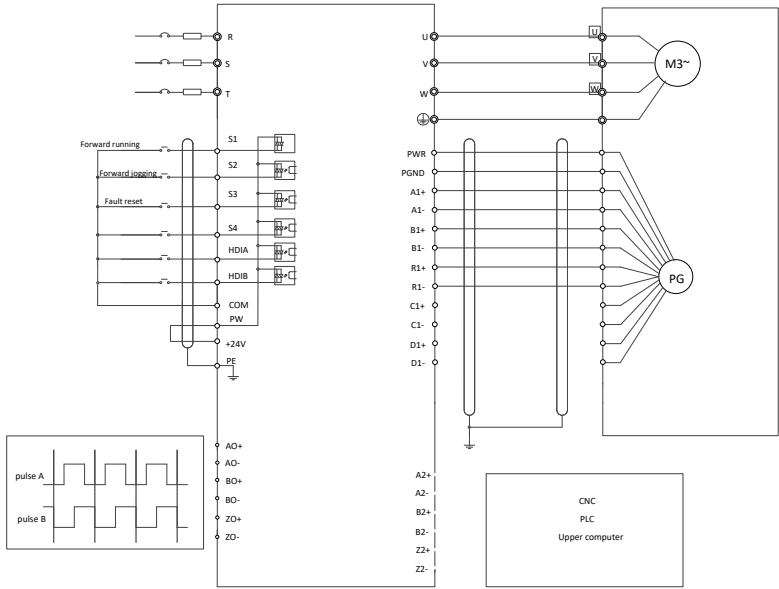 R
S
T
U
V
W
U
V
W
M3~
Forward running
Forward jogging
Fault reset
S1
S2
S3
S4
HDIA
HDIB
COM
PW
+24V
PE
PWR
PGND
A1+
A1-
B1+
B1-
R1+
R1-
C1+
C1-
D1+
D1-
PG
pulse A
pulse B
AO+
AO-
BO+
BO-
ZO+
ZO-
A2+
A2-
B2+
B2-
Z2+
Z2-
CNC
PLC
Upper computer